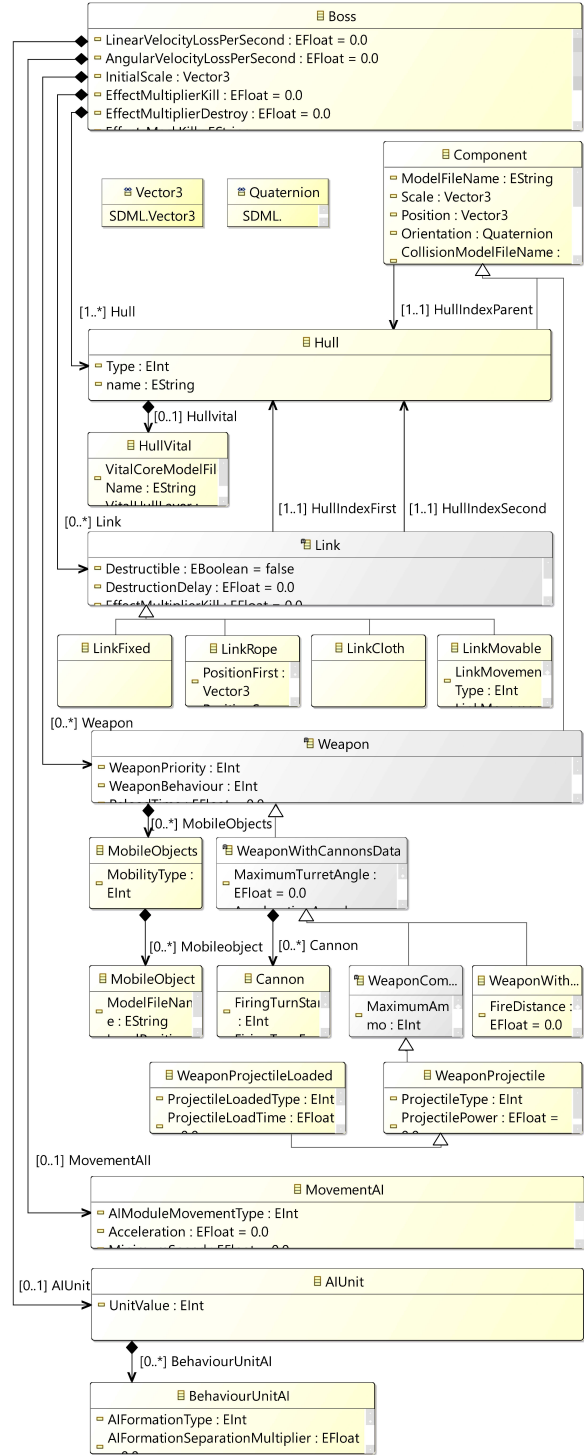 Boss
LinearVelocityLossPerSecond : EFloat = 0.0
AngularVelocityLossPerSecond : EFloat = 0.0
InitialScale : Vector3
EffectMultiplierKill : EFloat = 0.0
EffectMultiplierDestroy : EFloat = 0.0
Component
ModelFileName : EString
Scale : Vector3
Position : Vector3
Orientation : Quaternion
CollisionModelFileName :
Vector3
SDML.Vector3
Quaternion
SDML.
[1..*] Hull
[1..1] HullIndexParent
Hull
Type : EInt
name : EString
[0..1] Hullvital
HullVital
VitalCoreModelFil
Name : EString
[1..1] HullIndexFirst
[1..1] HullIndexSecond
[0..*] Link
Link
Destructible : EBoolean = false
DestructionDelay : EFloat = 0.0
EffectMultiplierKill : EFloat = 0.0
LinkFixed
LinkRope
PositionFirst :
Vector3
LinkCloth
LinkMovable
LinkMovemen
Type : EInt
[0..*] Weapon
Weapon
WeaponPriority : EInt
WeaponBehaviour : EInt
[0..*] MobileObjects
MobileObjects
MobilityType :
EInt
WeaponWithCannonsData
MaximumTurretAngle :
EFloat = 0.0
[0..*] Mobileobject
[0..*] Cannon
MobileObject
ModelFileNam
e : EString
Cannon
FiringTurnStar
: EInt
WeaponCom...
MaximumAm
mo : EInt
WeaponWith...
FireDistance :
EFloat = 0.0
WeaponProjectileLoaded
ProjectileLoadedType : EInt
ProjectileLoadTime : EFloat
WeaponProjectile
ProjectileType : EInt
ProjectilePower : EFloat =
[0..1] MovementAII
MovementAI
AIModuleMovementType : EInt
Acceleration : EFloat = 0.0
[0..1] AIUnit
AIUnit
UnitValue : EInt
[0..*] BehaviourUnitAI
BehaviourUnitAI
AIFormationType : EInt
AIFormationSeparationMultiplier : EFloat